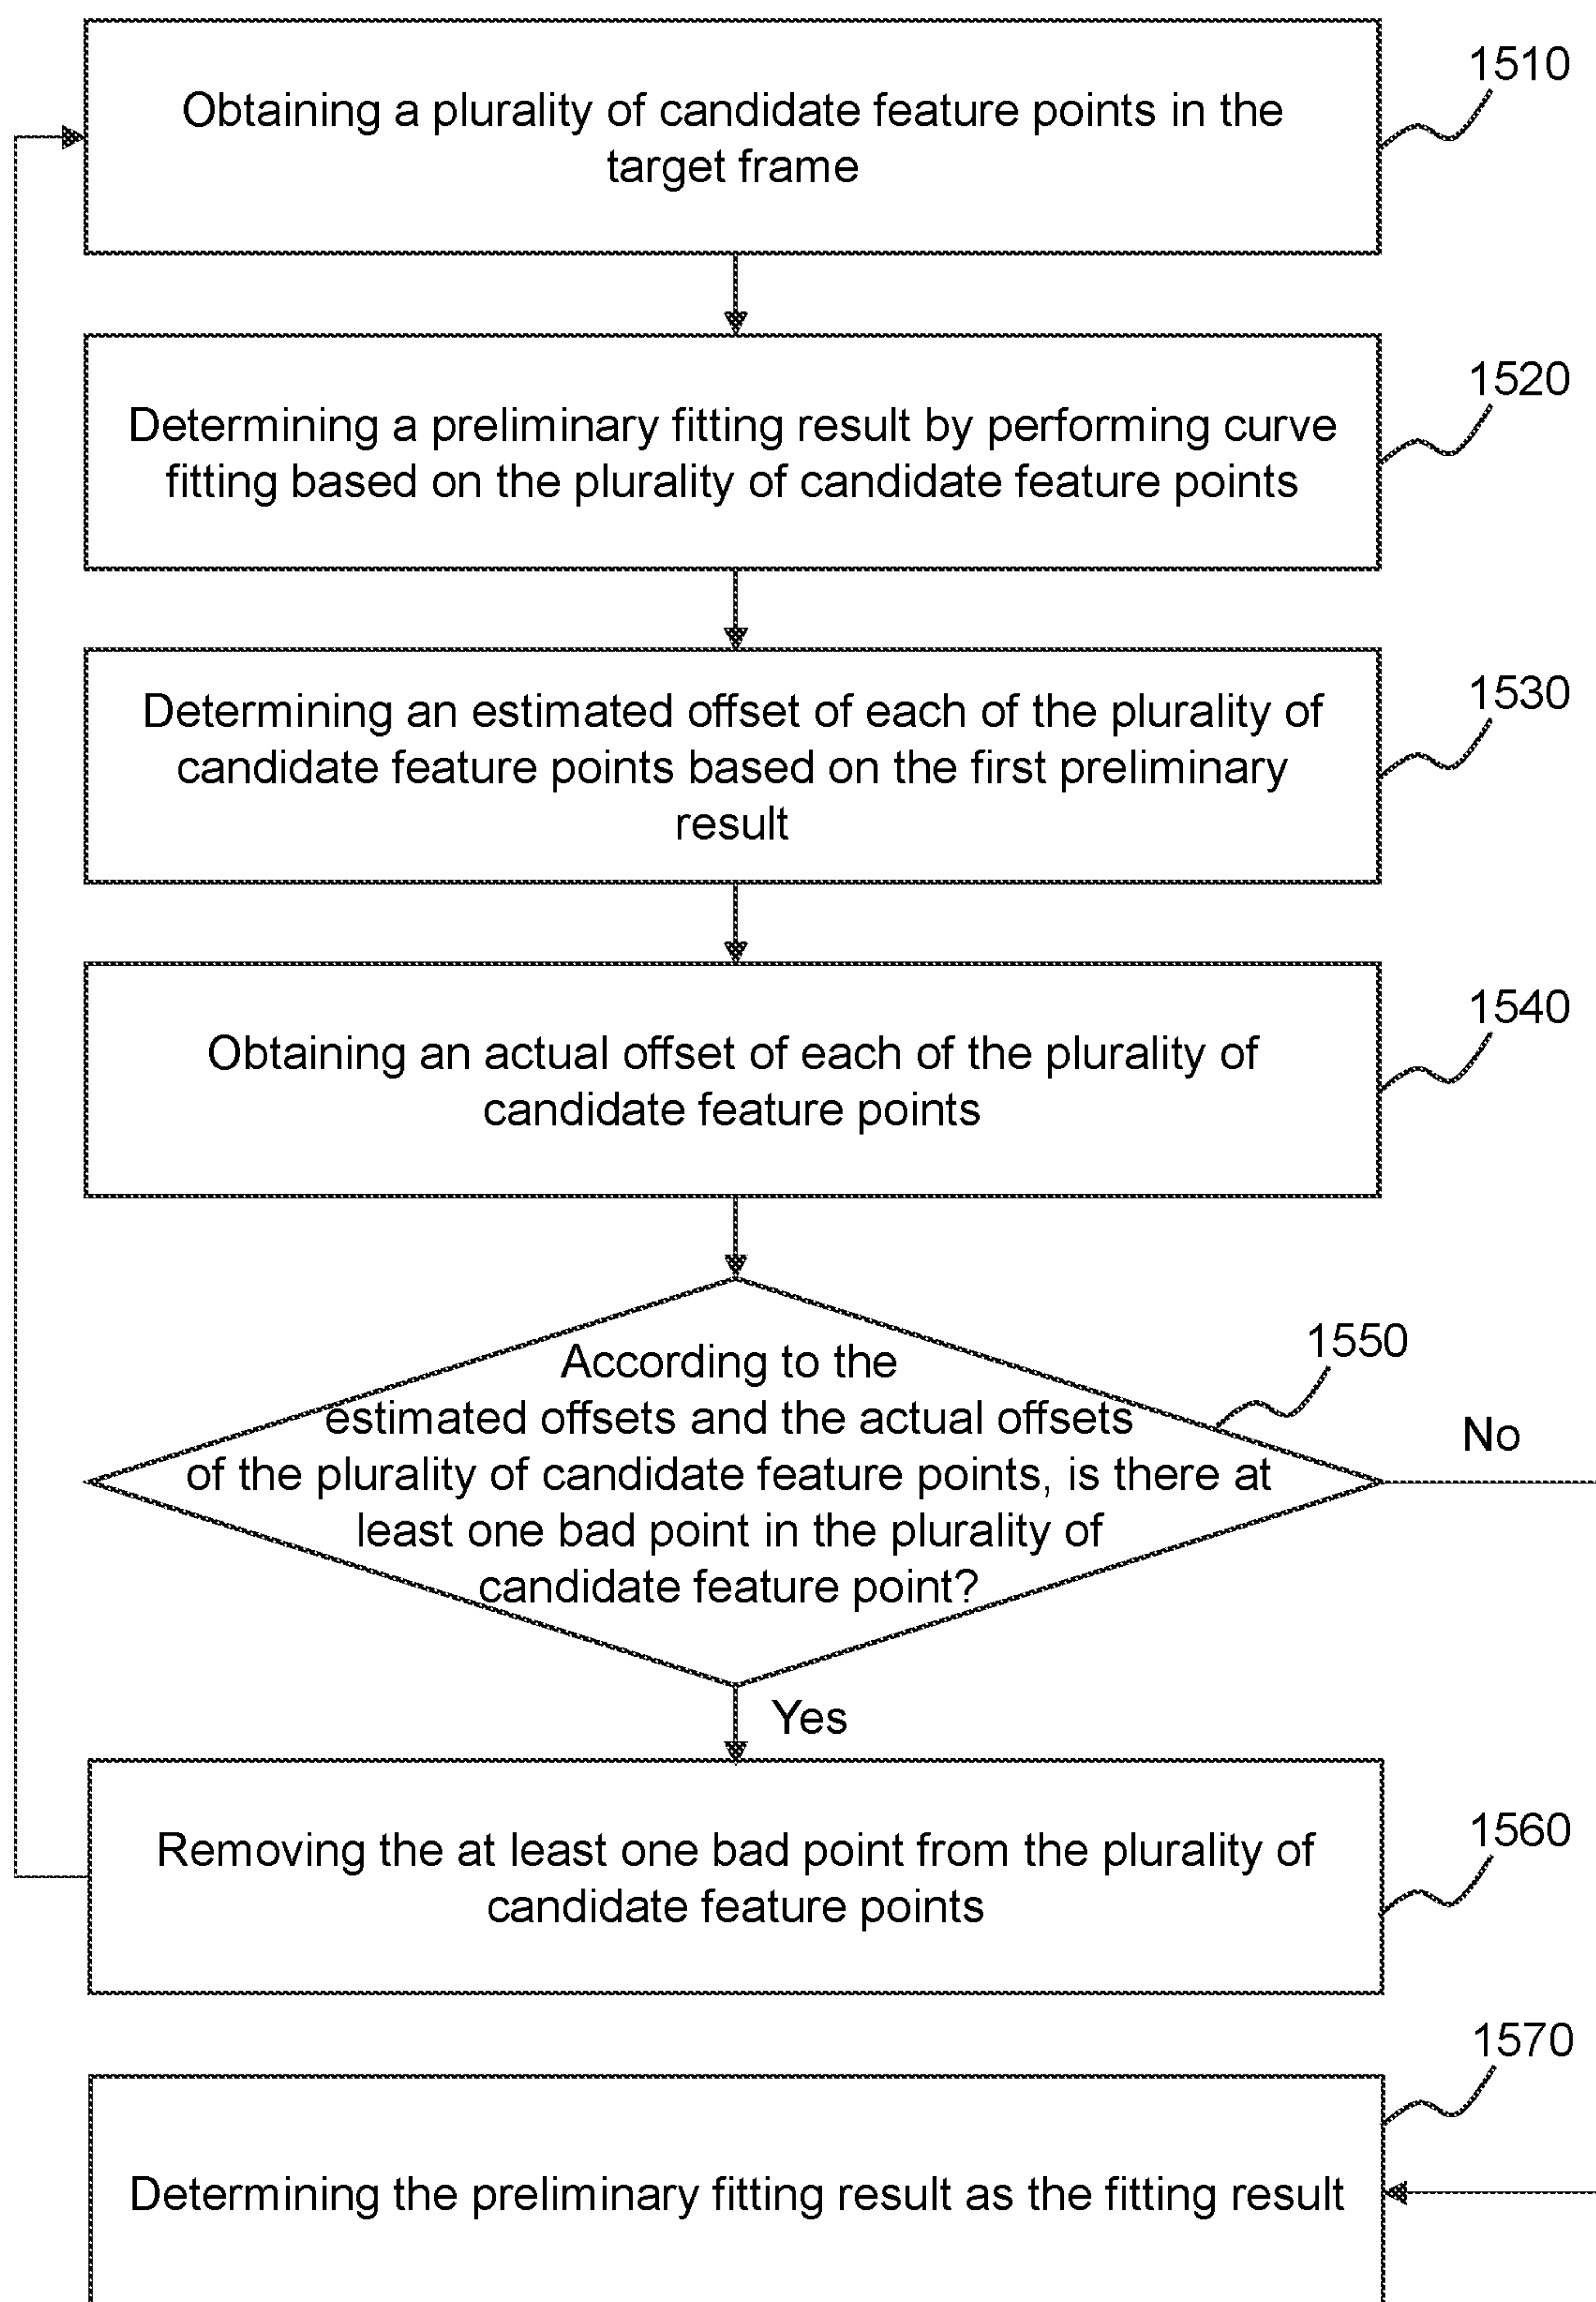 1510
Obtaining a plurality of candidate feature points in the
target frame
1520
Determining a preliminary fitting result by performing curve
fitting based on the plurality of candidate feature points
1530
Determining an estimated offset of each of the plurality of
candidate feature points based on the first preliminary
result
1540
Obtaining an actual offset of each of the plurality of
candidate feature points
1550
According to the
estimated offsets and the actual offsets
of the plurality of candidate feature points, is there at
least one bad point in the plurality of
candidate feature point?
No
Yes
1560
Removing the at least one bad point from the plurality of
candidate feature points
1570
Determining the preliminary fitting result as the fitting result